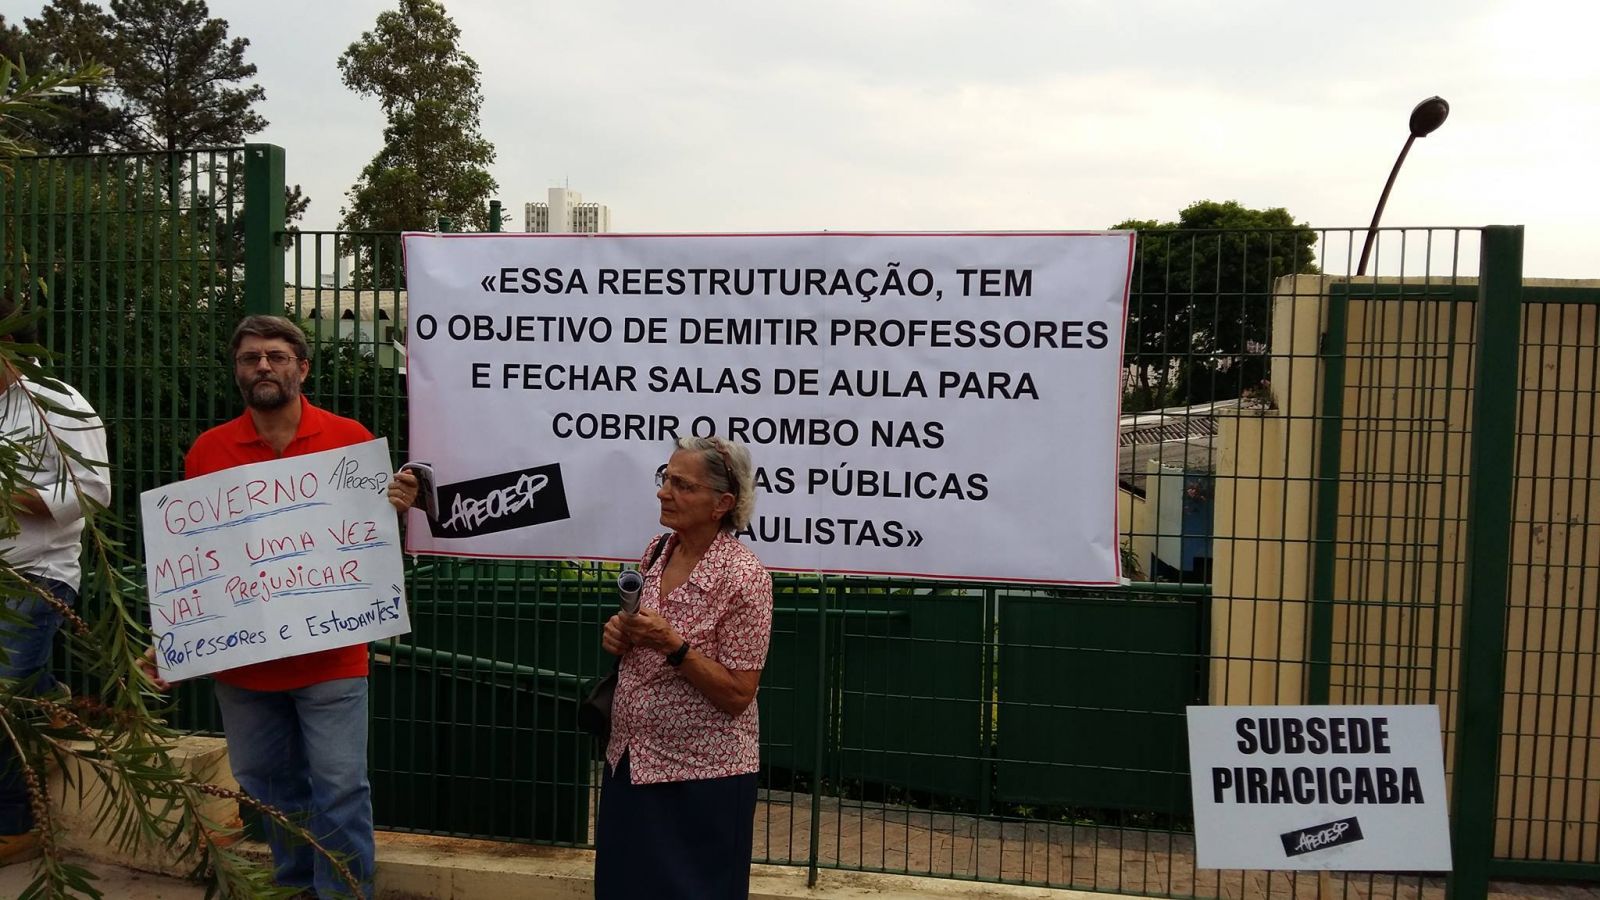 «ESSA REESTRUTURAÇÃO, TEM
O OBJETIVO DE DEMITIR PROFESSORES
E FECHAR SALAS DE AULA PARA
COBRIR O ROMBO NAS
AS PÚBLICAS
AULISTAS»
APEOESP
"GOVERNO APEOESP
MAIS UMA VEZ
VAI PREJUDICAR
PROFESSORES E ESTUDANTES!"
SUBSEDE
PIRACICABA
APEOESP